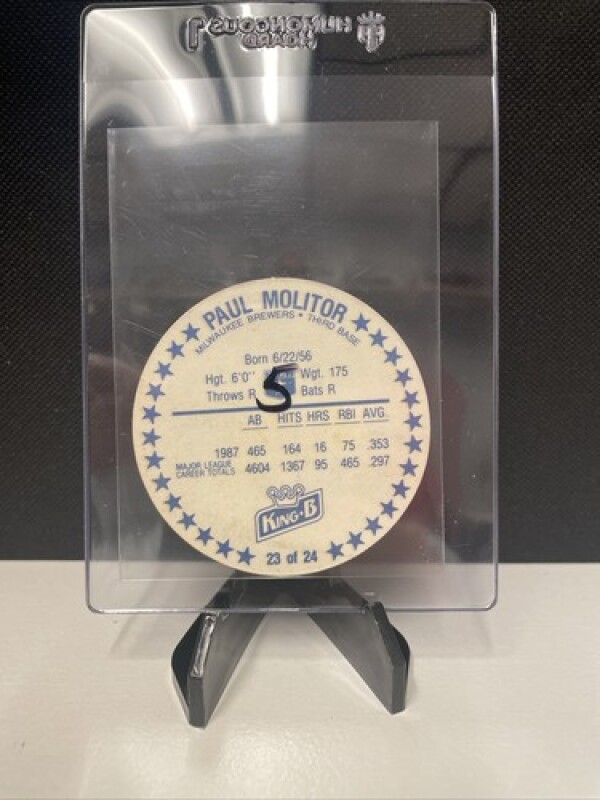 PAUL MOLITOR
MILWAUKEE BREWERS • THIRD BASE
Born 6/22/56
Hgt. 6'0" Wgt. 175
Throws R Bats R
5
AB HITS HRS RBI AVG.
1987 465 164 16 75 .353
MAJOR LEAGUE
CAREER TOTALS 4604 1367 95 465 .297
KING-B
23 of 24